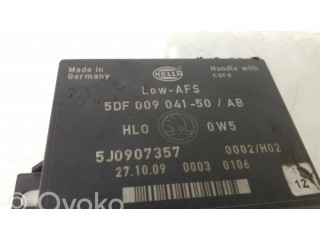 Made in
Germany
HELLA
Handle with
care
Low-AFS
5DF 009 041-50 / AB
HLO
0W5
5J0907357
0002/H02
27.10.09 0003 0106
12
ovoko
ovoko